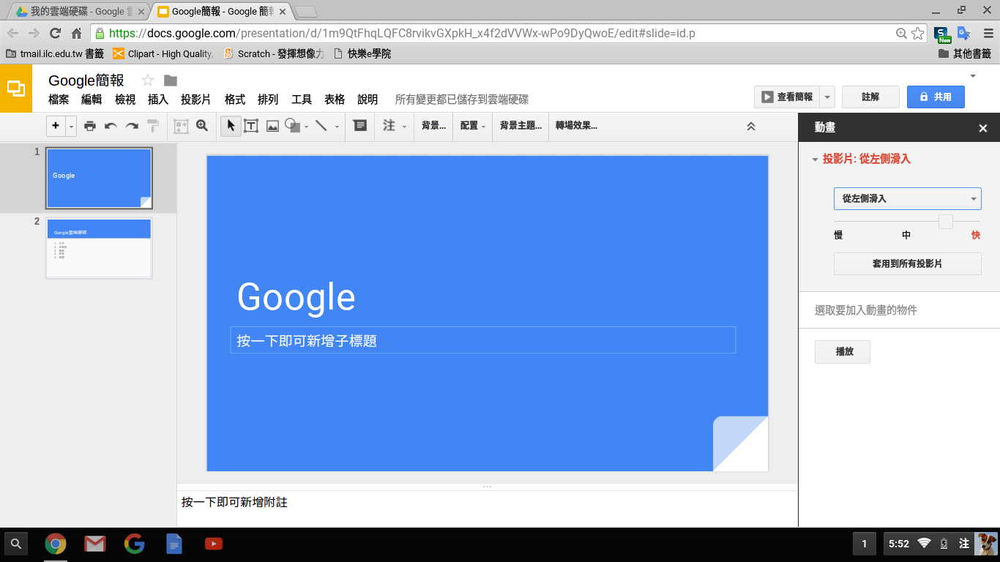 我的雲端硬碟 - Google 雲
Google簡報 - Google 簡報
https://docs.google.com/presentation/d/1m9QtFhqLQFC8rvikvGXpkH_x4f2dVVWx-wPo9DyQwoE/edit#slide=id.p
New
tmail.ilc.edu.tw 書籤
Clipart - High Quality,
Scratch - 發揮想像力
快樂e學院
其他書籤
Google簡報
檔案 編輯 檢視 插入 投影片 格式 排列 工具 表格 說明 所有變更都已儲存到雲端硬碟
查看簡報 註解 共用
注 背景... 配置 背景主題... 轉場效果...
動畫
投影片: 從左側滑入
從左側滑入
慢 中 快
套用到所有投影片
選取要加入動畫的物件
播放
1
Google
2
Google雲端硬碟
Google
按一下即可新增子標題
按一下即可新增附註
1 5:52 注